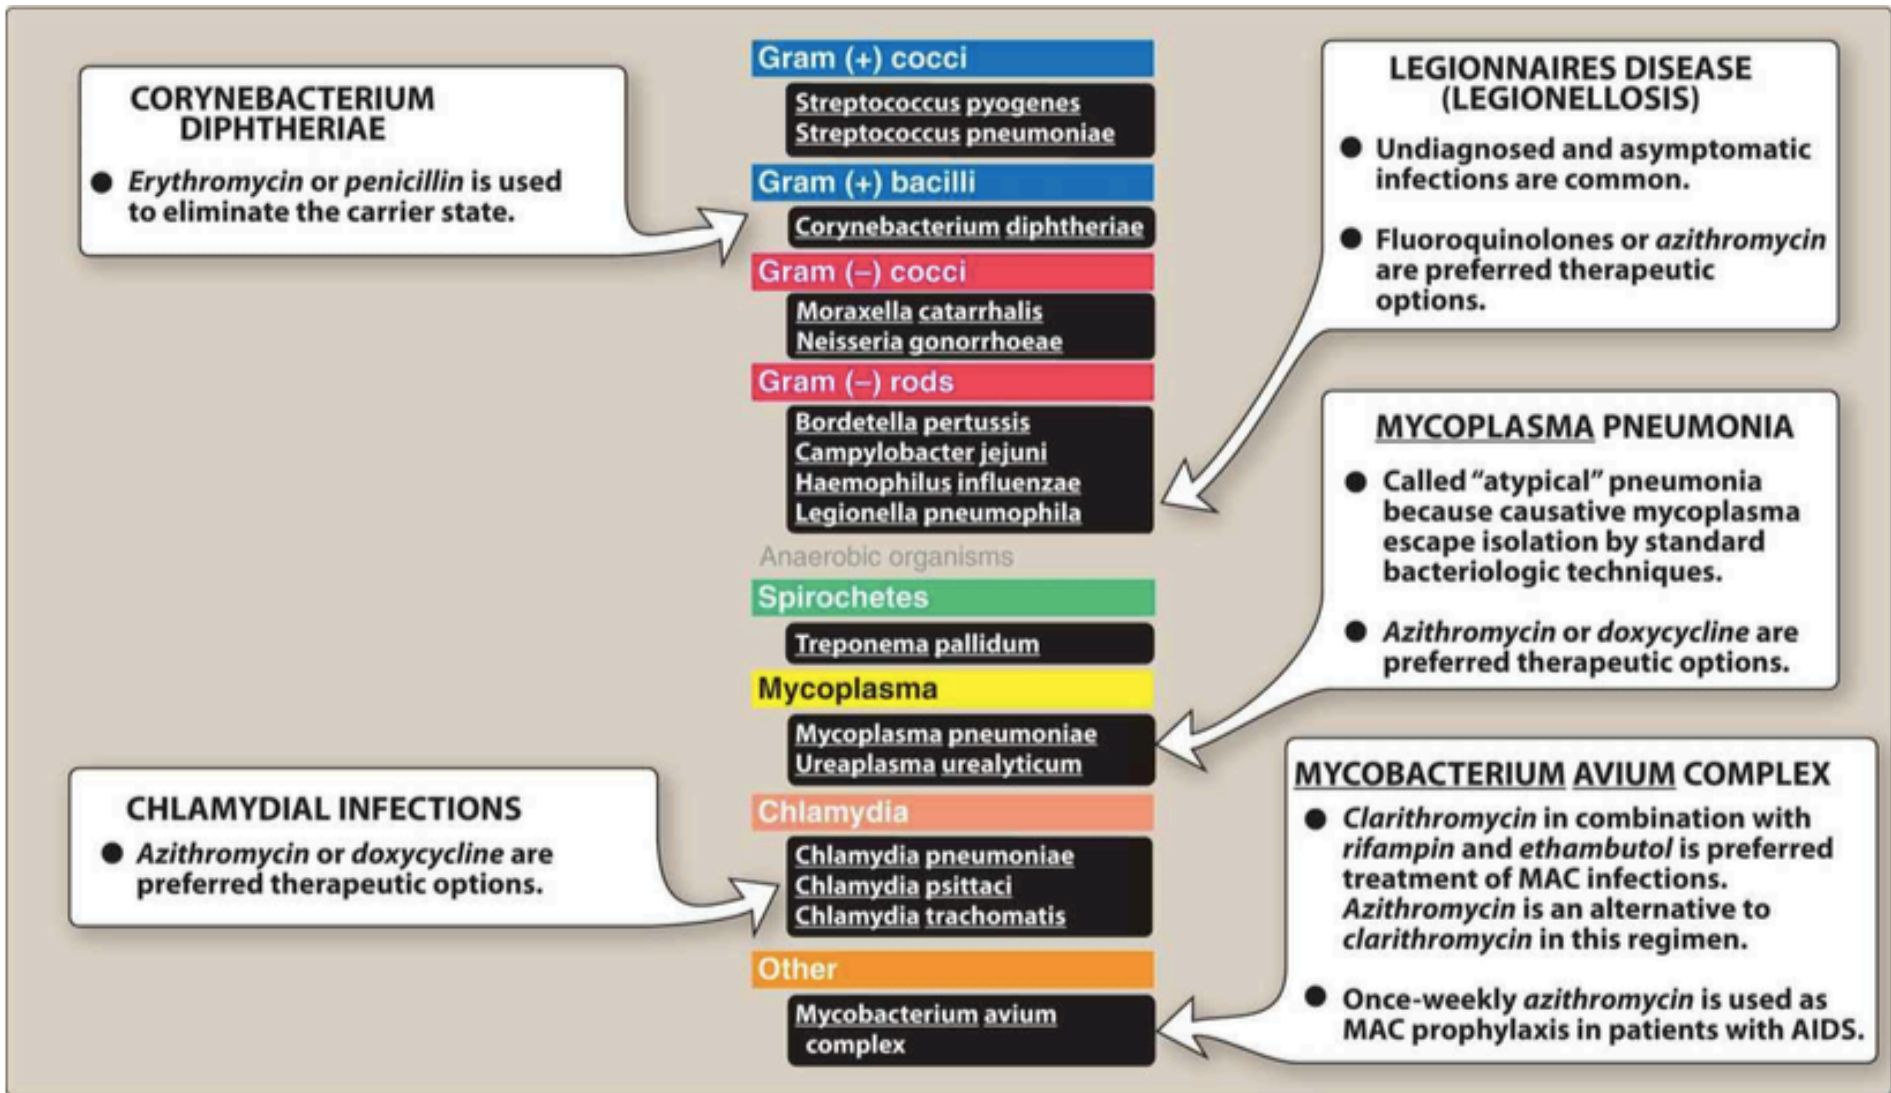 CORYNEBACTERIUM
DIPHTHERIAE
● Erythromycin or penicillin is used
to eliminate the carrier state.
CHLAMYDIAL INFECTIONS
● Azithromycin or doxycycline are
preferred therapeutic options.
Gram (+) cocci
Streptococcus pyogenes
Streptococcus pneumoniae
Gram (+) bacilli
Corynebacterium diphtheriae
Gram (–) cocci
Moraxella catarrhalis
Neisseria gonorrhoeae
Gram (–) rods
Bordetella pertussis
Campylobacter jejuni
Haemophilus influenzae
Legionella pneumophila
Anaerobic organisms
Spirochetes
Treponema pallidum
Mycoplasma
Mycoplasma pneumoniae
Ureaplasma urealyticum
Chlamydia
Chlamydia pneumoniae
Chlamydia psittaci
Chlamydia trachomatis
Other
Mycobacterium avium
complex
LEGIONNAIRES DISEASE
(LEGIONELLOSIS)
● Undiagnosed and asymptomatic
infections are common.
● Fluoroquinolones or azithromycin
are preferred therapeutic
options.
MYCOPLASMA PNEUMONIA
● Called “atypical” pneumonia
because causative mycoplasma
escape isolation by standard
bacteriologic techniques.
● Azithromycin or doxycycline are
preferred therapeutic options.
MYCOBACTERIUM AVIUM COMPLEX
● Clarithromycin in combination with
rifampin and ethambutol is preferred
treatment of MAC infections.
Azithromycin is an alternative to
clarithromycin in this regimen.
● Once-weekly azithromycin is used as
MAC prophylaxis in patients with AIDS.